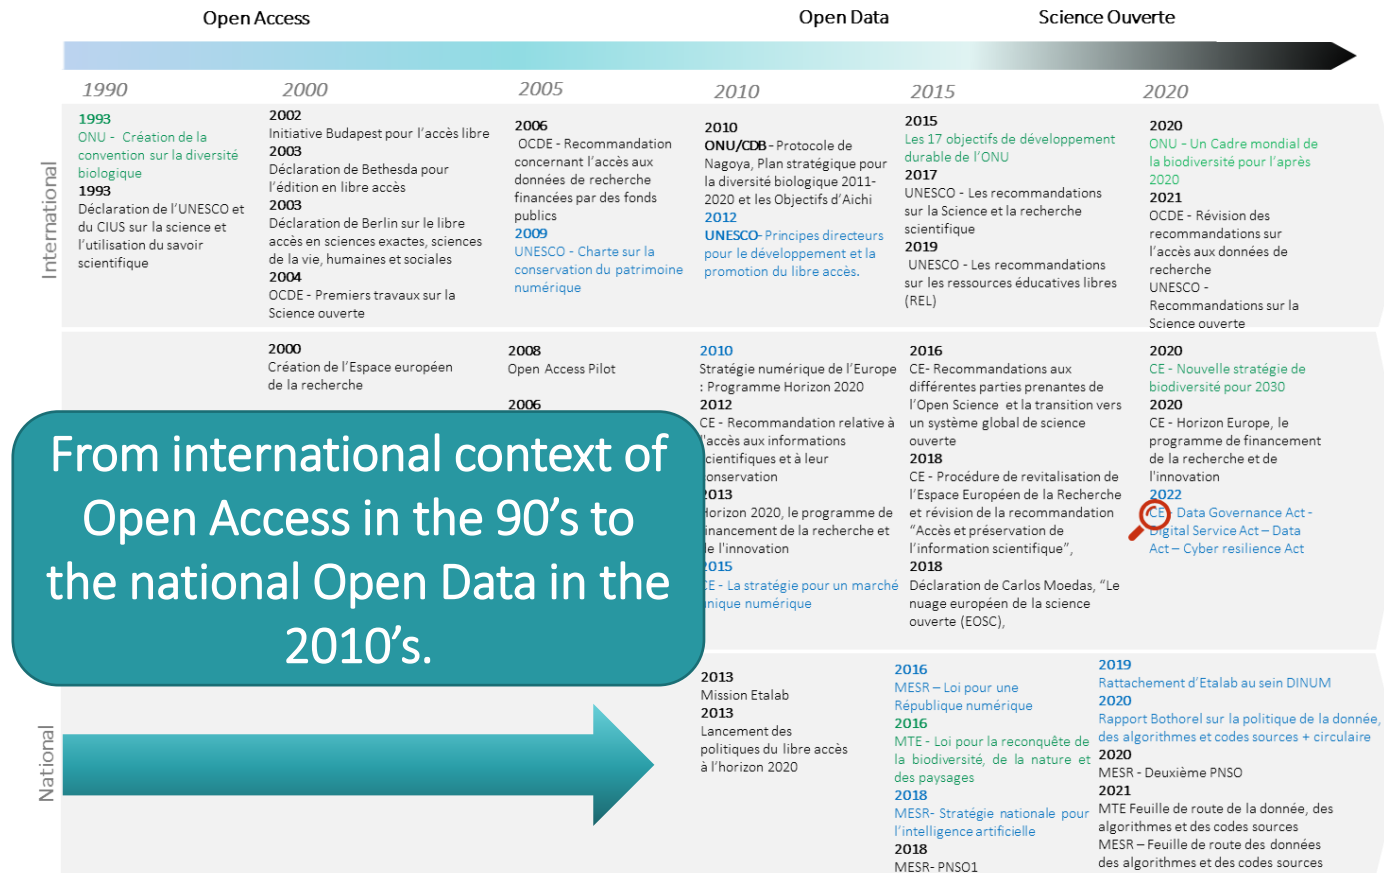 Open Access
Open Data
Science Ouverte
1990
2000
2005
2010
2015
2020
International
1993
ONU - Création de la
convention sur la diversité
biologique
1993
Déclaration de l'UNESCO et
du CIUS sur la science et
l'utilisation du savoir
scientifique
2002
Initiative Budapest pour l'accès libre
2003
Déclaration de Bethesda pour
l'édition en libre accès
2003
Déclaration de Berlin sur le libre
accès en sciences exactes, sciences
de la vie, humaines et sociales
2004
OCDE - Premiers travaux sur la
Science ouverte
2006
OCDE - Recommandation
concernant l'accès aux
données de recherche
financées par des fonds
publics
2009
UNESCO - Charte sur la
conservation du patrimoine
numérique
2010
ONU/CDB - Protocole de
Nagoya, Plan stratégique pour
la diversité biologique 2011-
2020 et les Objectifs d'Aichi
2012
UNESCO- Principes directeurs
pour le développement et la
promotion du libre accès.
2015
Les 17 objectifs de développement
durable de l'ONU
2017
UNESCO - Les recommandations
sur la Science et la recherche
scientifique
2019
UNESCO - Les recommandations
sur les ressources éducatives libres
(REL)
2020
ONU - Un Cadre mondial de
la biodiversité pour l'après
2020
2021
OCDE - Révision des
recommandations sur
l'accès aux données de
recherche
UNESCO -
Recommandations sur la
Science ouverte
2000
Création de l'Espace européen
de la recherche
2008
Open Access Pilot
2006
From international context of
Open Access in the 90's to
the national Open Data in the
2010's.
2010
Stratégie numérique de l'Europe
: Programme Horizon 2020
2012
CE - Recommandation relative à
l'accès aux informations
scientifiques et à leur
conservation
2013
Horizon 2020, le programme de
financement de la recherche et
de l'innovation
2015
CE - La stratégie pour un marché
unique numérique
2016
CE- Recommandations aux
différentes parties prenantes de
l'Open Science et la transition vers
un système global de science
ouverte
2018
CE - Procédure de revitalisation de
l'Espace Européen de la Recherche
et révision de la recommandation
"Accès et préservation de
l'information scientifique",
2018
Déclaration de Carlos Moedas, "Le
nuage européen de la science
ouverte (EOSC),
2020
CE - Nouvelle stratégie de
biodiversité pour 2030
2020
CE - Horizon Europe, le
programme de financement
de la recherche et de
l'innovation
2022
CE - Data Governance Act -
Digital Service Act – Data
Act – Cyber resilience Act
National
2013
Mission Etalab
2013
Lancement des
politiques du libre accès
à l'horizon 2020
2016
MESR – Loi pour une
République numérique
2016
MTE - Loi pour la reconquête de
la biodiversité, de la nature et
des paysages
2018
MESR- Stratégie nationale pour
l'intelligence artificielle
2018
MESR- PNSO1
2019
Rattachement d'Etalab au sein DINUM
2020
Rapport Bothorel sur la politique de la donnée,
des algorithmes et codes sources + circulaire
2020
MESR - Deuxième PNSO
2021
MTE Feuille de route de la donnée, des
algorithmes et des codes sources
MESR – Feuille de route des données
des algorithmes et des codes sources